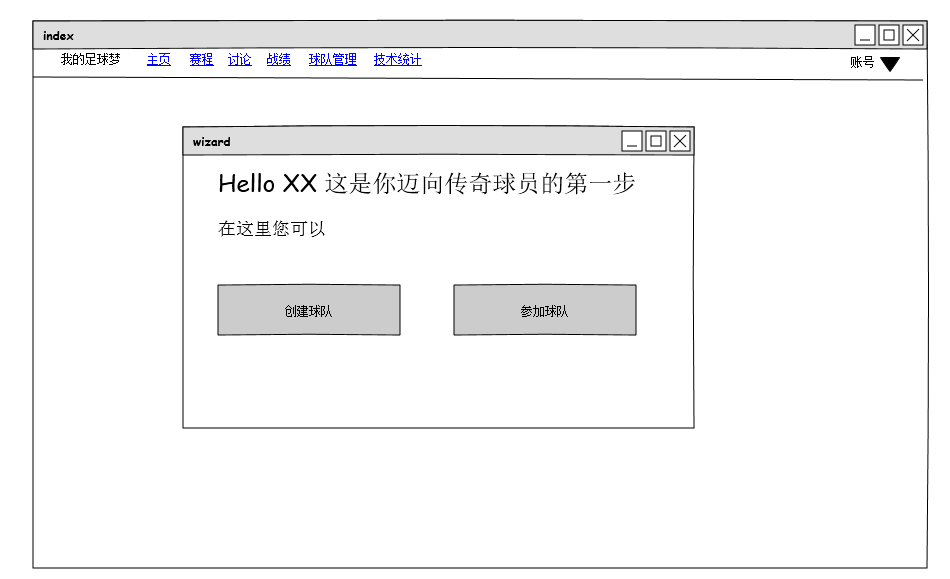 index
我的足球梦 主页 赛程 讨论 战绩 球队管理 技术统计 账号
wizard
Hello XX 这是你迈向传奇球员的第一步
在这里您可以
创建球队 参加球队